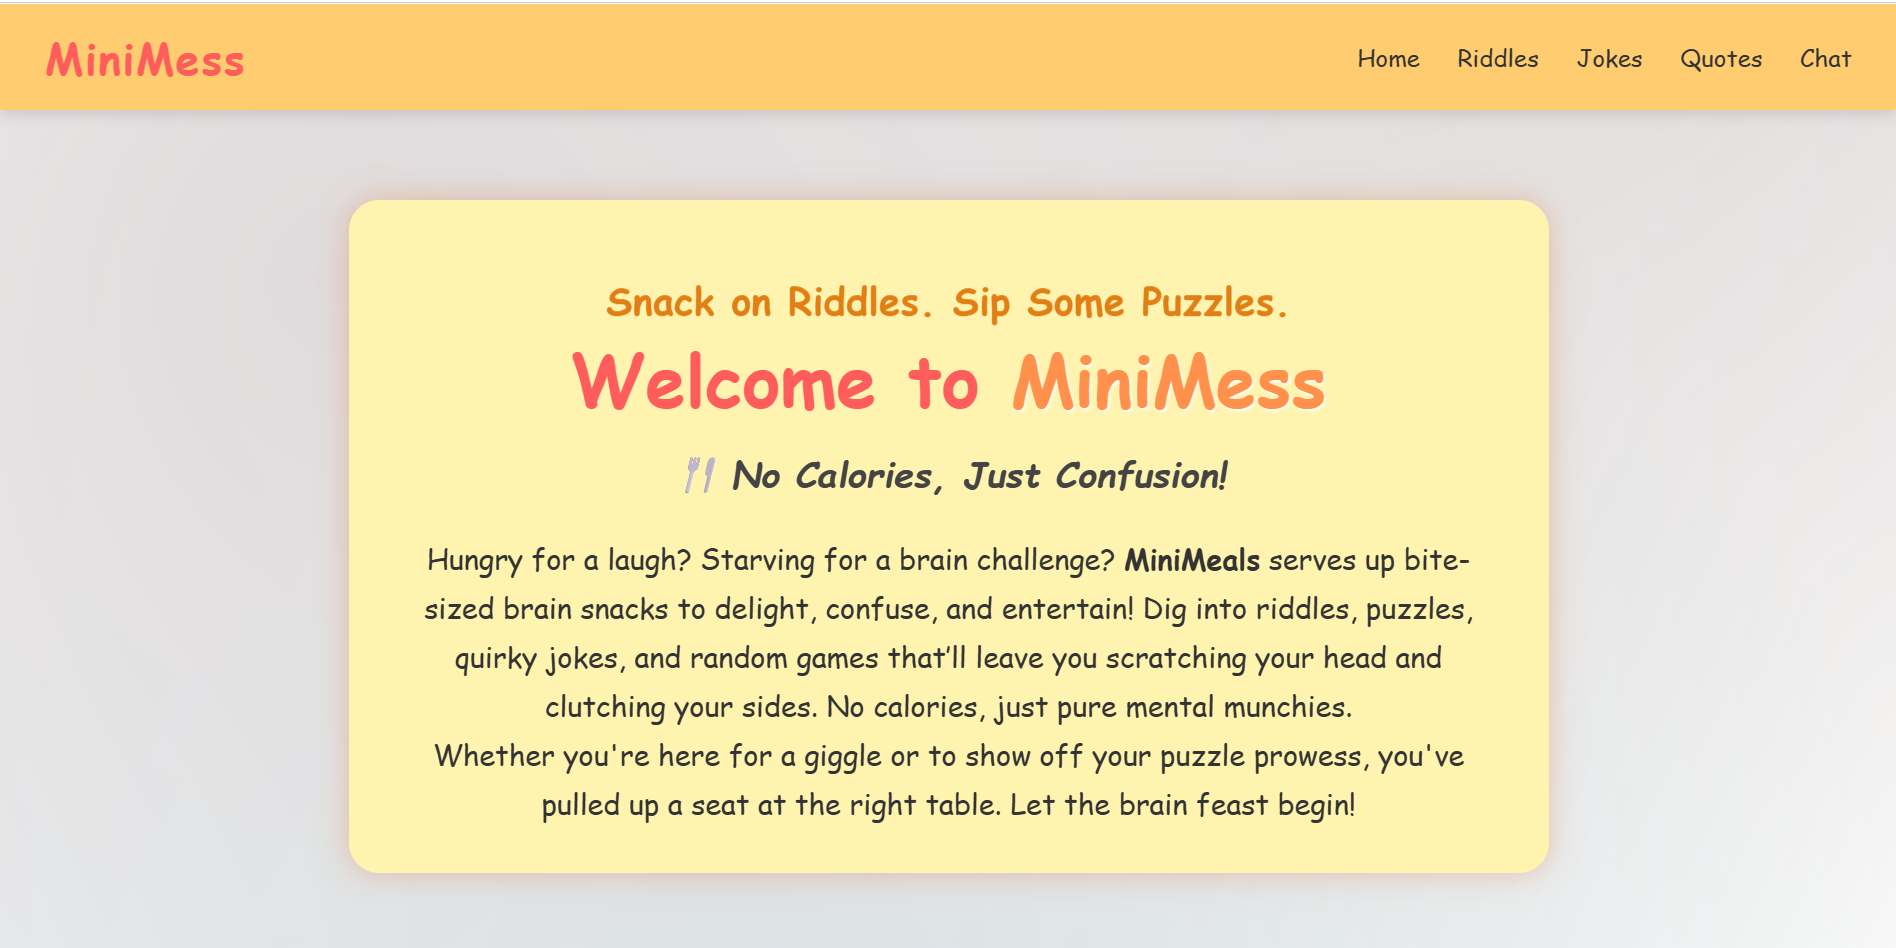 MiniMess
Home Riddles Jokes Quotes Chat
Snack on Riddles. Sip Some Puzzles.
Welcome to MiniMess
🍴 No Calories, Just Confusion!
Hungry for a laugh? Starving for a brain challenge? MiniMeals serves up bite-
sized brain snacks to delight, confuse, and entertain! Dig into riddles, puzzles,
quirky jokes, and random games that’ll leave you scratching your head and
clutching your sides. No calories, just pure mental munchies.
Whether you're here for a giggle or to show off your puzzle prowess, you've
pulled up a seat at the right table. Let the brain feast begin!